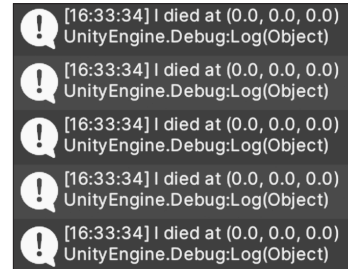 [16:33:34] I died at (0.0, 0.0, 0.0)
UnityEngine.Debug:Log(Object)
[16:33:34] I died at (0.0, 0.0, 0.0)
UnityEngine.Debug:Log(Object)
[16:33:34] I died at (0.0, 0.0, 0.0)
UnityEngine.Debug:Log(Object)
[16:33:34] I died at (0.0, 0.0, 0.0)
UnityEngine.Debug:Log(Object)
[16:33:34] I died at (0.0, 0.0, 0.0)
UnityEngine.Debug:Log(Object)